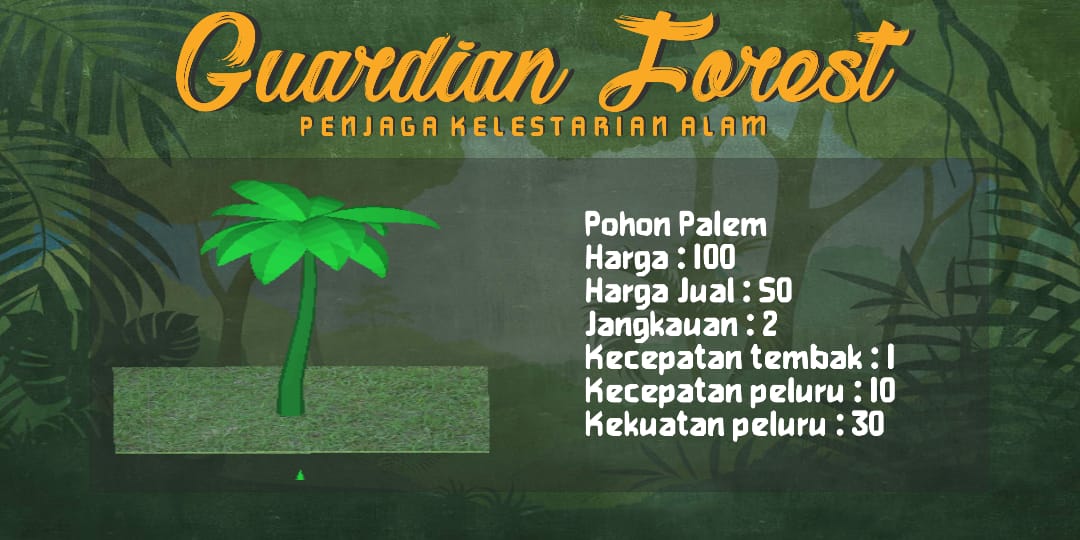 Guardian Forest
PENJAGA KELESTARIAN ALAM
Pohon Palem
Harga : 100
Harga Jual : 50
Jangkauan : 2
Kecepatan tembak : 1
Kecepatan peluru : 10
Kekuatan peluru : 30